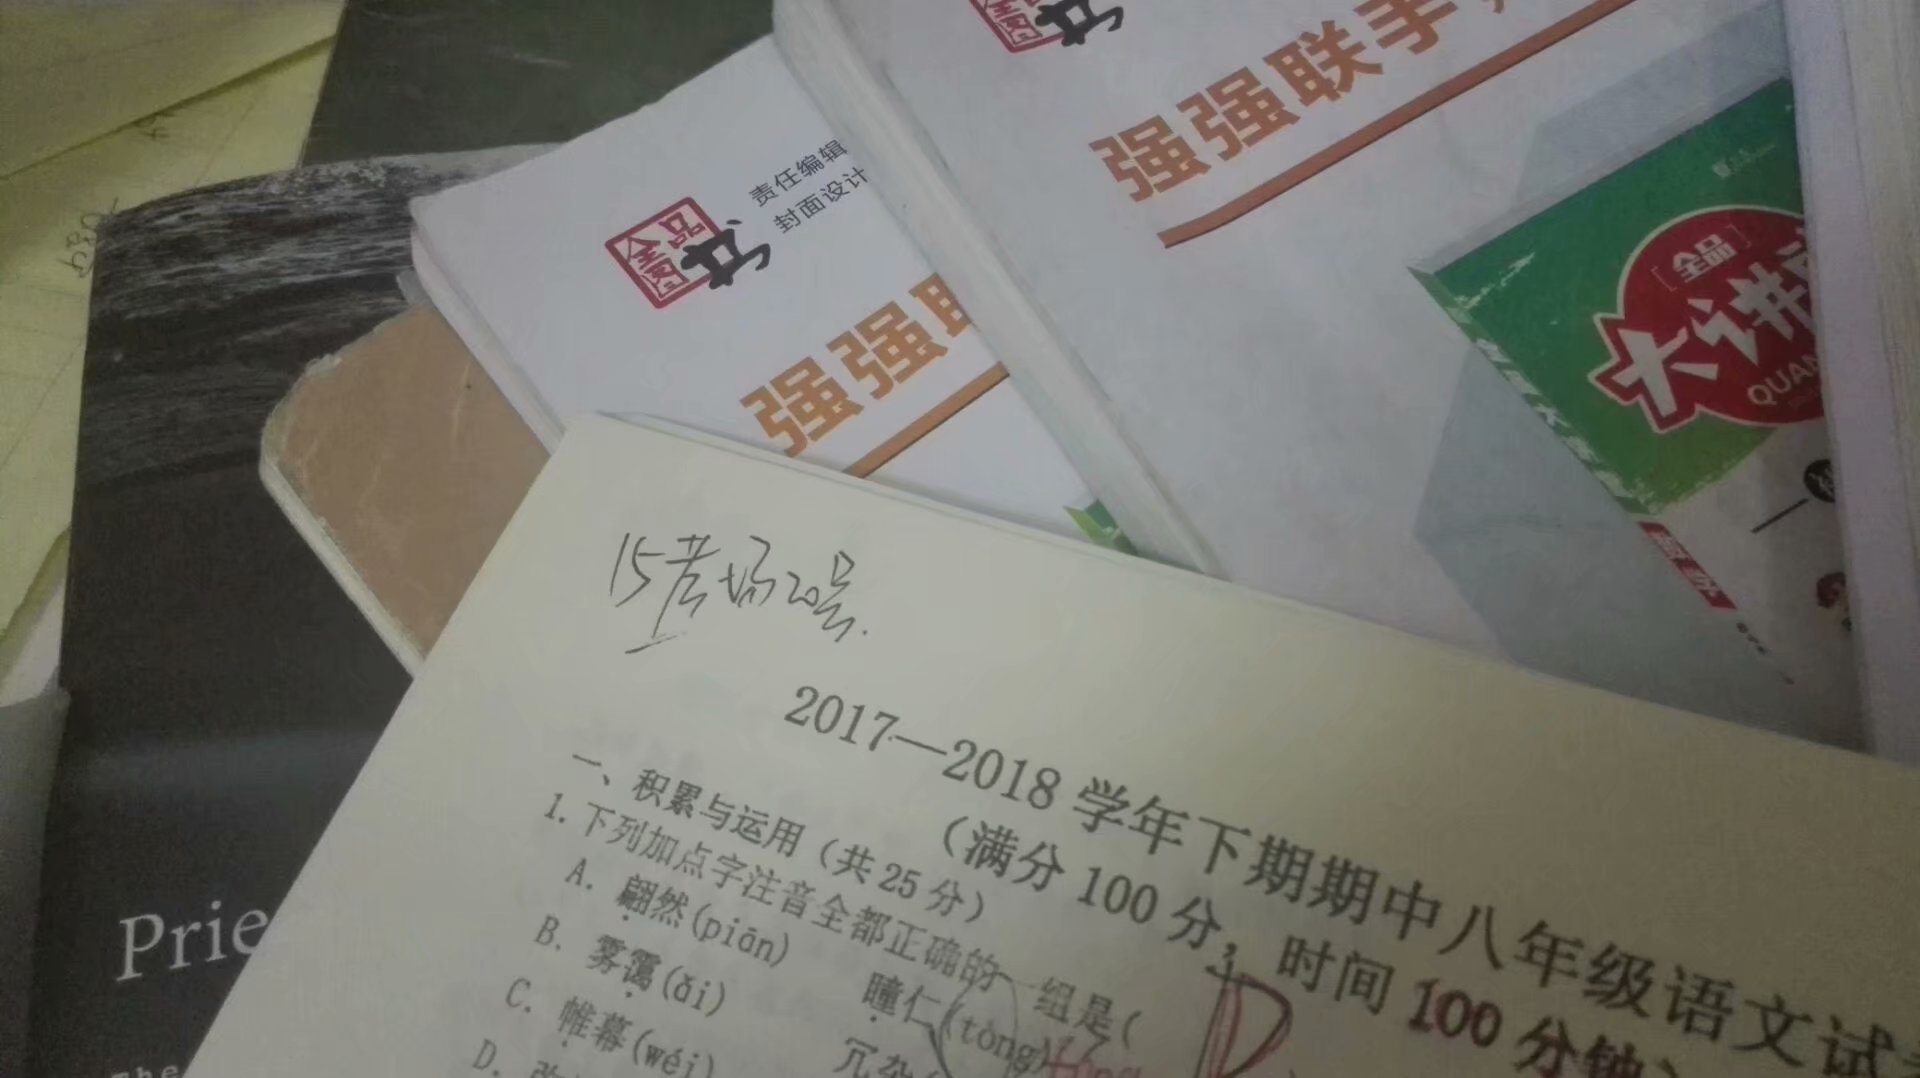 全品
责任编辑
封面设计
强强联手
强强
[全品]
大讲
QUAN
15考场20号.
2017—2018学年下期期中八年级语文试
（满分100分，时间100分钟）
一、积累与运用（共25分）
1.下列加点字注音全都正确的一组是（ D
A. 翩然(piān) 瞳仁(tòng)
B. 雾霭(ǎi) 冗杂(
C. 帷幕(wéi)
D.
Prie
The